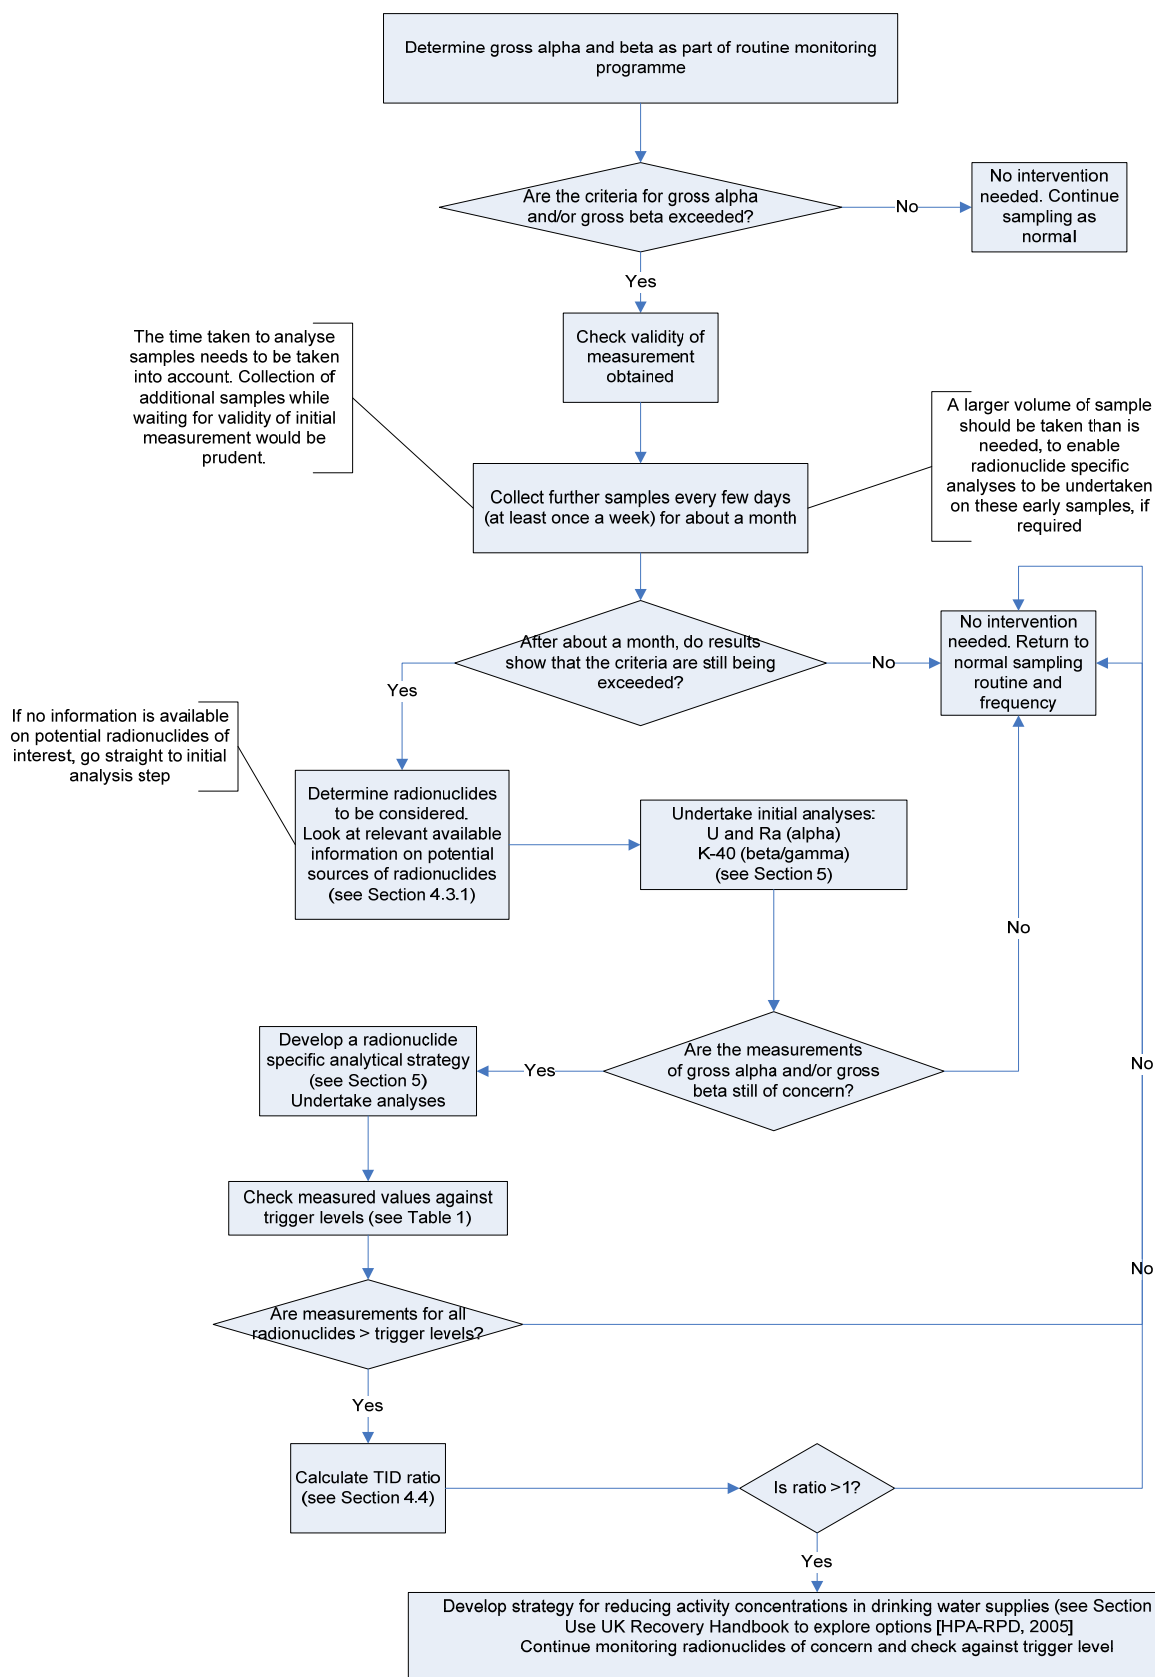 Determine gross alpha and beta as part of routine monitoring
programme
Are the criteria for gross alpha
and/or gross beta exceeded?
No
No intervention
needed. Continue
sampling as
normal
Yes
Check validity of
measurement
obtained
The time taken to analyse
samples needs to be taken
into account. Collection of
additional samples while
waiting for validity of initial
measurement would be
prudent.
A larger volume of sample
should be taken than is
needed, to enable
radionuclide specific
analyses to be undertaken
on these early samples, if
required
Collect further samples every few days
(at least once a week) for about a month
After about a month, do results
show that the criteria are still being
exceeded?
No
No intervention
needed. Return to
normal sampling
routine and
frequency
Yes
If no information is available
on potential radionuclides of
interest, go straight to initial
analysis step
Determine radionuclides
to be considered.
Look at relevant available
information on potential
sources of radionuclides
(see Section 4.3.1)
Undertake initial analyses:
U and Ra (alpha)
K-40 (beta/gamma)
(see Section 5)
No
Are the measurements
of gross alpha and/or gross
beta still of concern?
Yes
Develop a radionuclide
specific analytical strategy
(see Section 5)
Undertake analyses
No
Check measured values against
trigger levels (see Table 1)
No
Are measurements for all
radionuclides > trigger levels?
Yes
Calculate TID ratio
(see Section 4.4)
Is ratio >1?
Yes
Develop strategy for reducing activity concentrations in drinking water supplies (see Section
Use UK Recovery Handbook to explore options [HPA-RPD, 2005]
Continue monitoring radionuclides of concern and check against trigger level